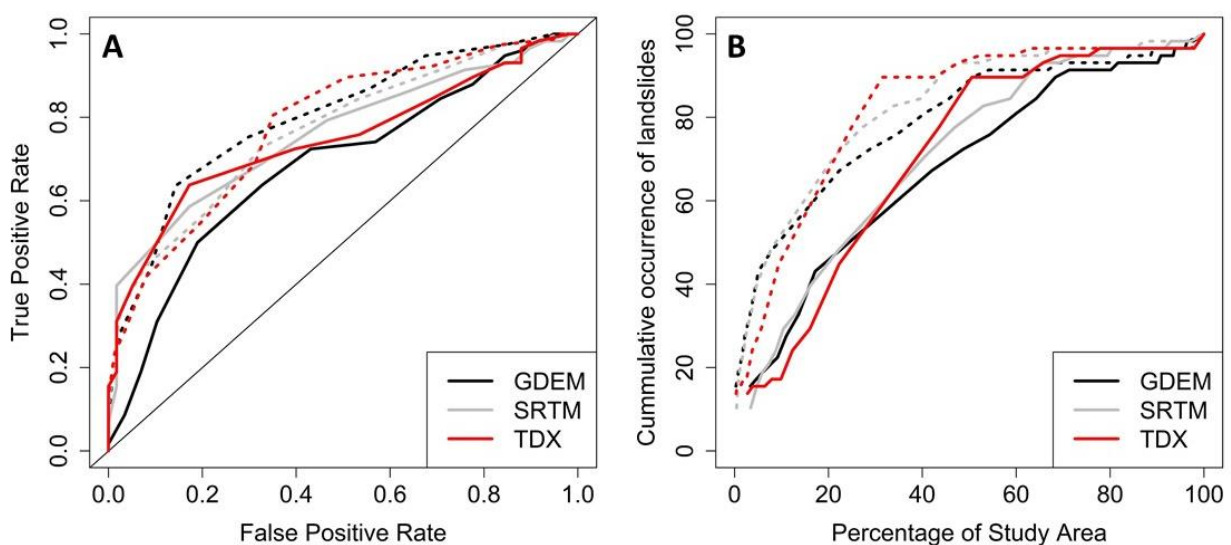 A
True Positive Rate
1.0
0.8
0.6
0.4
0.2
0.0
0.0 0.2 0.4 0.6 0.8 1.0
False Positive Rate
GDEM
SRTM
TDX
B
Cummulative occurrence of landslides
100
80
60
40
20
0
0 20 40 60 80 100
Percentage of Study Area
GDEM
SRTM
TDX